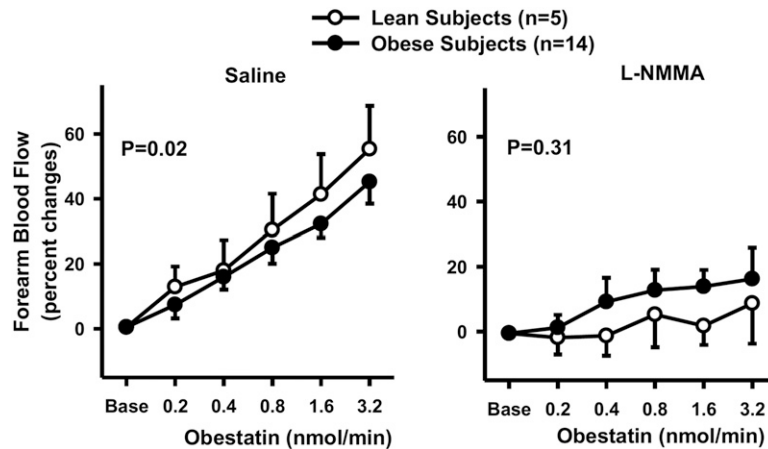 Lean Subjects (n=5)
Obese Subjects (n=14)
Saline
L-NMMA
Forearm Blood Flow
(percent changes)
60
40
20
0
P=0.02
Base 0.2 0.4 0.8 1.6 3.2
Obestatin (nmol/min)
60
40
20
0
P=0.31
Base 0.2 0.4 0.8 1.6 3.2
Obestatin (nmol/min)